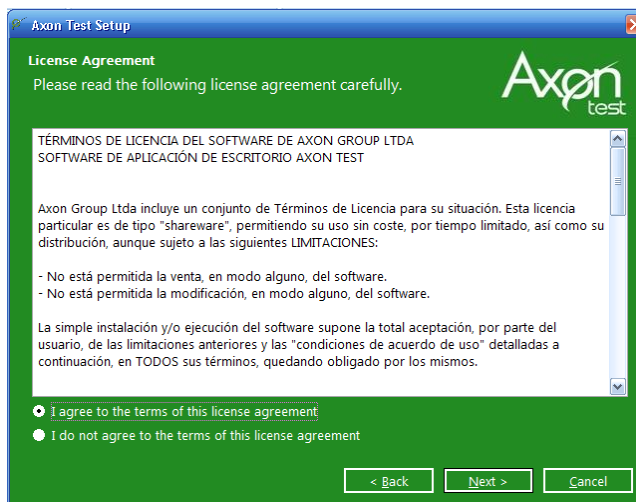 Axon Test Setup
License Agreement
Please read the following license agreement carefully.
Axon
test
TÉRMINOS DE LICENCIA DEL SOFTWARE DE AXON GROUP LTDA
SOFTWARE DE APLICACIÓN DE ESCRITORIO AXON TEST
Axon Group Ltda incluye un conjunto de Términos de Licencia para su situación. Esta licencia
particular es de tipo "shareware", permitiendo su uso sin coste, por tiempo limitado, así como su
distribución, aunque sujeto a las siguientes LIMITACIONES:
- No está permitida la venta, en modo alguno, del software.
- No está permitida la modificación, en modo alguno, del software.
La simple instalación y/o ejecución del software supone la total aceptación, por parte del
usuario, de las limitaciones anteriores y las "condiciones de acuerdo de uso" detalladas a
continuación, en TODOS sus términos, quedando obligado por los mismos.
I agree to the terms of this license agreement
I do not agree to the terms of this license agreement
< Back
Next >
Cancel